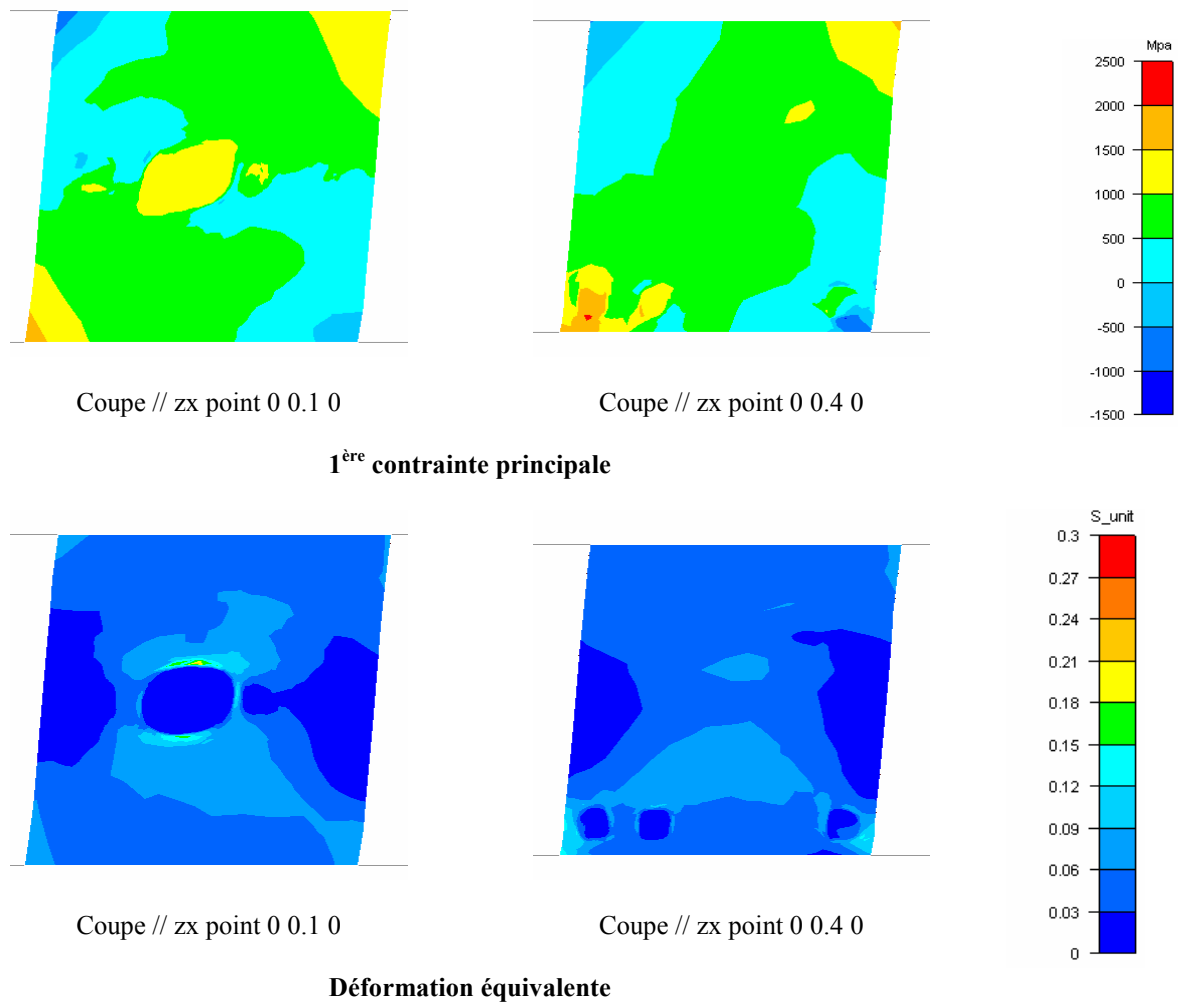 Mpa
2500
2000
1500
1000
500
0
-500
-1000
-1500
Coupe // zx point 0 0.1 0
Coupe // zx point 0 0.4 0
1ère contrainte principale
S_unit
0.3
0.27
0.24
0.21
0.18
0.15
0.12
0.09
0.06
0.03
0
Coupe // zx point 0 0.1 0
Coupe // zx point 0 0.4 0
Déformation équivalente